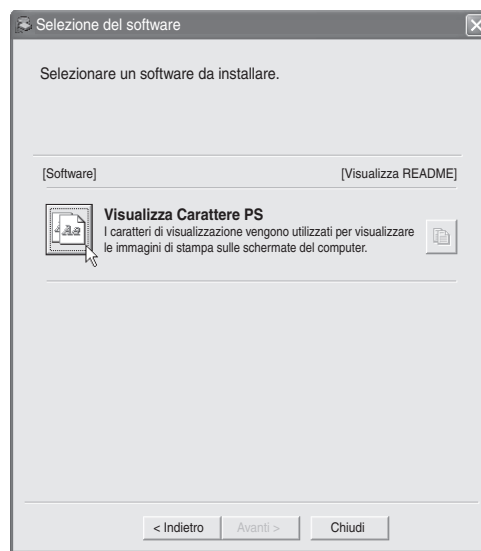 Selezione del software
Selezionare un software da installare.
[Software] [Visualizza README]
Visualizza Carattere PS
I caratteri di visualizzazione vengono utilizzati per visualizzare
le immagini di stampa sulle schermate del computer.
Aa
< Indietro Avanti > Chiudi